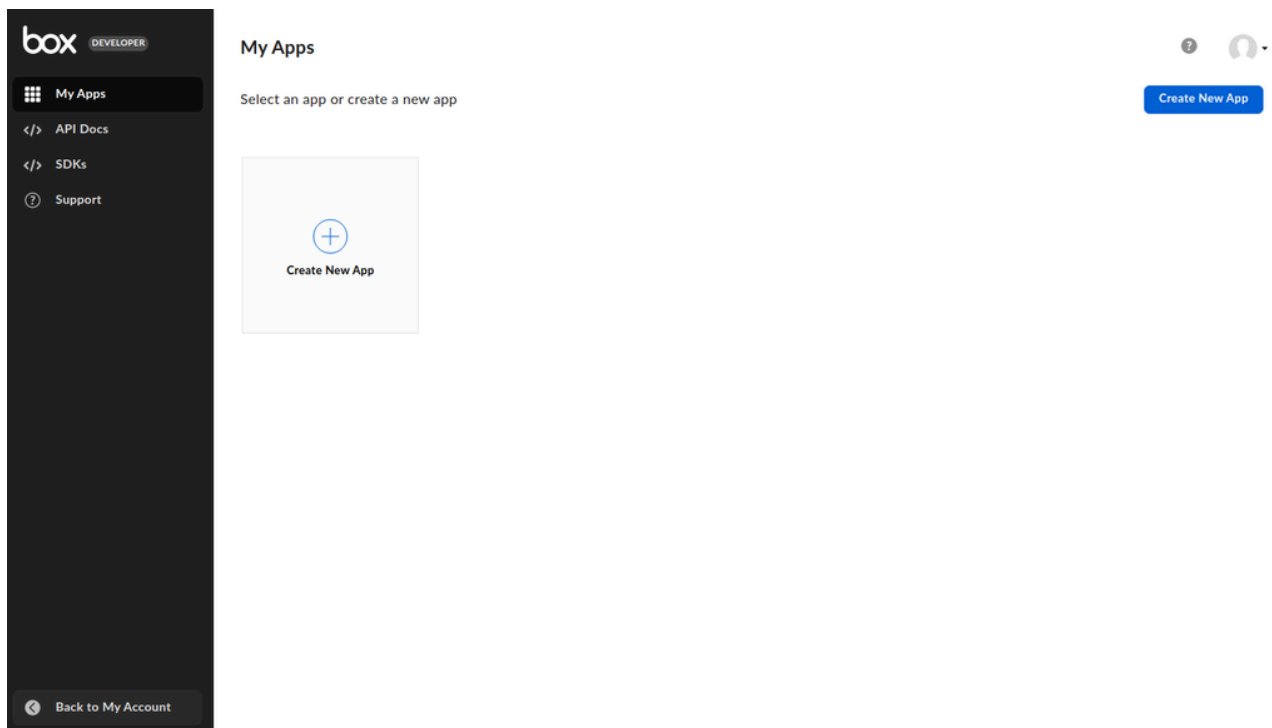 box DEVELOPER
My Apps
API Docs
SDKs
Support
Back to My Account
My Apps
?
Select an app or create a new app
Create New App
Create New App